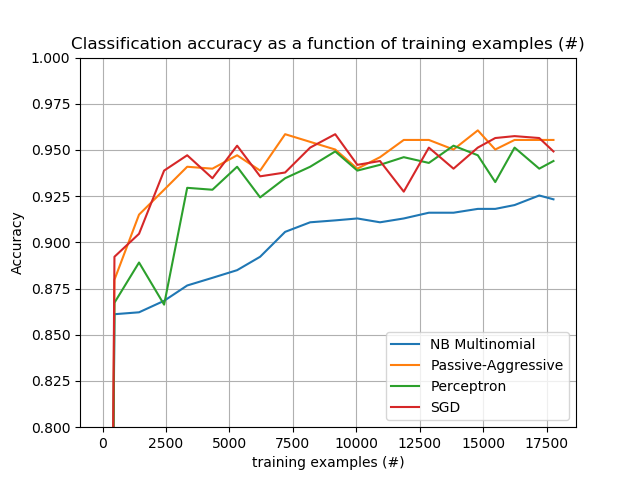 Classification accuracy as a function of training examples (#)
1.000
0.975
0.950
0.925
0.900
0.875
0.850
0.825
0.800
Accuracy
NB Multinomial
Passive-Aggressive
Perceptron
SGD
0 2500 5000 7500 10000 12500 15000 17500
training examples (#)